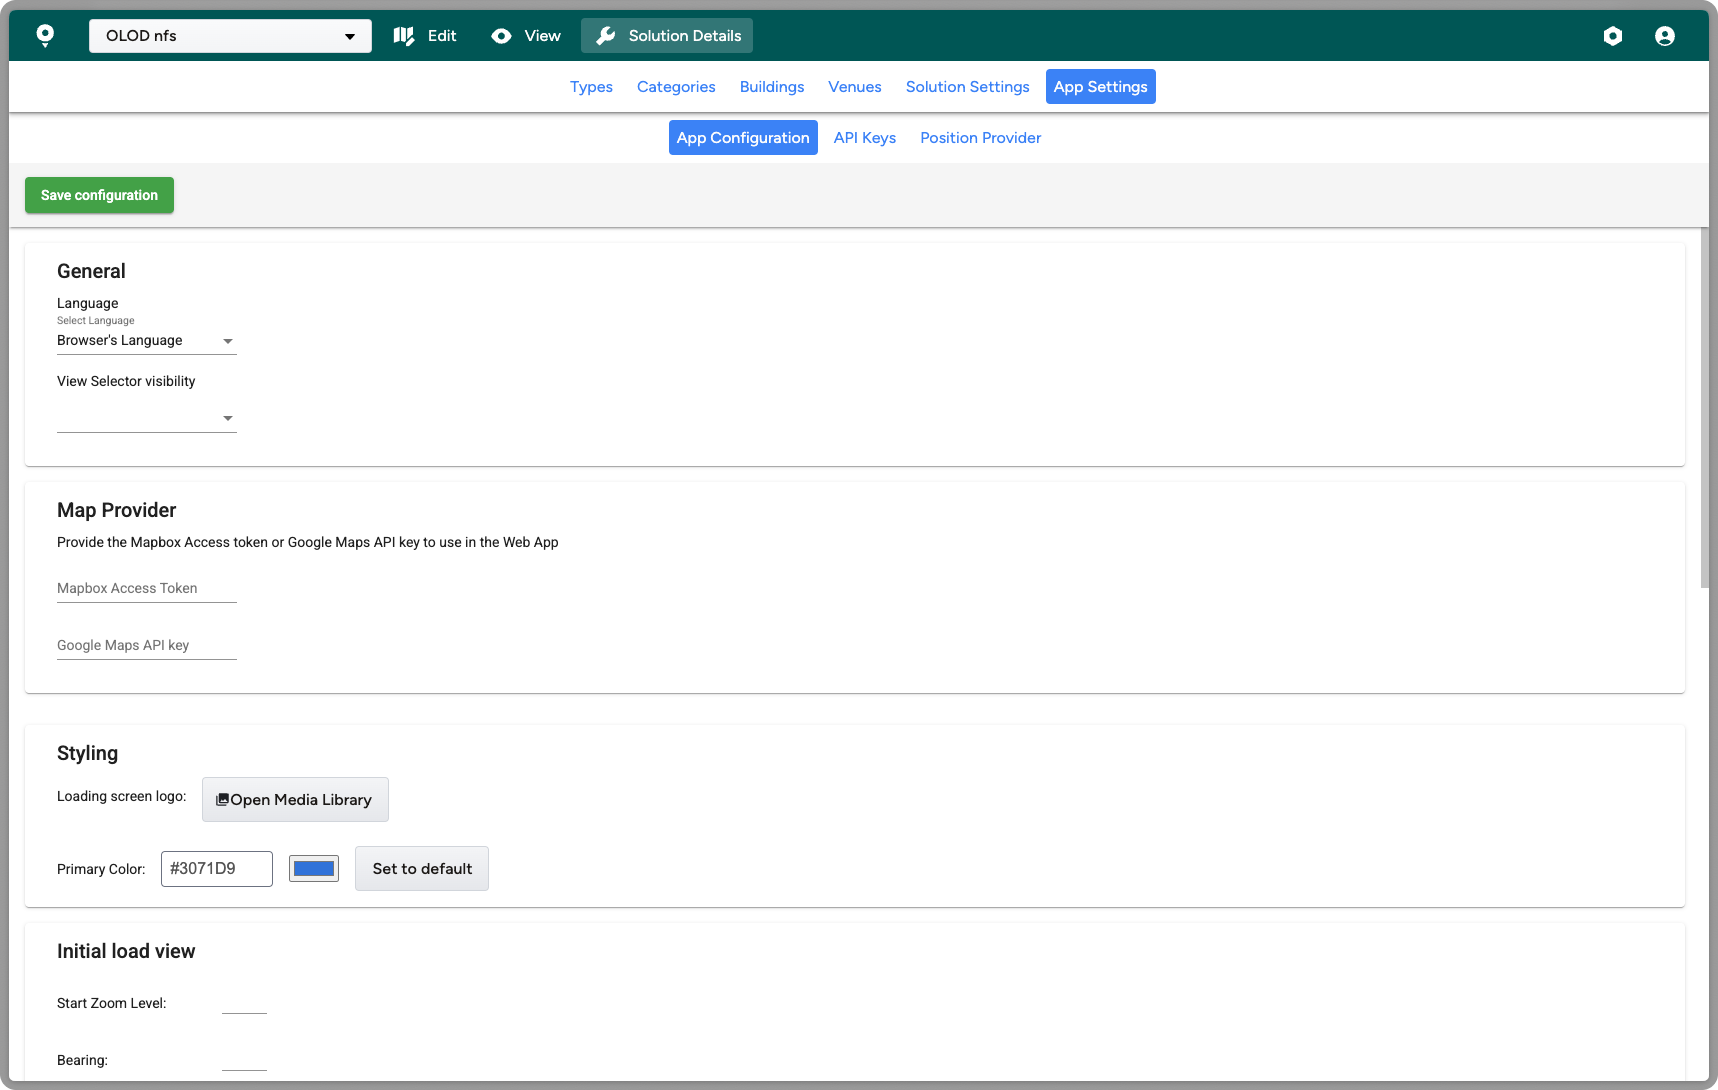 OLOD nfs
Edit
View
Solution Details
Types
Categories
Buildings
Venues
Solution Settings
App Settings
App Configuration
API Keys
Position Provider
Save configuration
General
Language
Select Language
Browser's Language
View Selector visibility
Map Provider
Provide the Mapbox Access token or Google Maps API key to use in the Web App
Mapbox Access Token
Google Maps API key
Styling
Loading screen logo:
Open Media Library
Primary Color:
#3071D9
Set to default
Initial load view
Start Zoom Level:
Bearing: